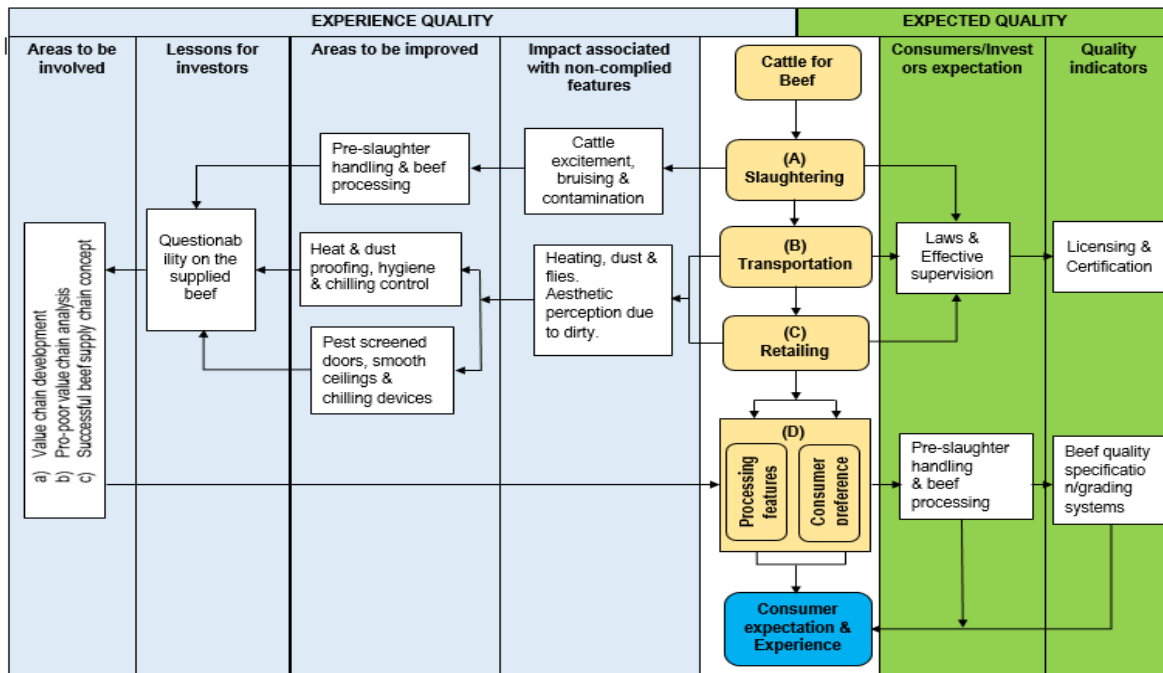 EXPERIENCE QUALITY
EXPECTED QUALITY
Areas to be
involved
Lessons for
investors
Areas to be improved
Impact associated
with non-complied
features
Consumers/Invest
ors expectation
Quality
indicators
Cattle for
Beef
Pre-slaughter
handling & beef
processing
Cattle
excitement,
bruising &
contamination
(A)
Slaughtering
a) Value chain development
b) Pro-poor value chain analysis
c) Successful beef supply chain concept
Questionab
ility on the
supplied
beef
Heat & dust
proofing, hygiene
& chilling control
Heating, dust &
flies.
Aesthetic
perception due
to dirty.
(B)
Transportation
Laws &
Effective
supervision
Licensing &
Certification
Pest screened
doors, smooth
ceilings &
chilling devices
(C)
Retailing
(D)
Processing
features
Consumer
preference
Pre-slaughter
handling
& beef
processing
Beef quality
specificatio
n/grading
systems
Consumer
expectation &
Experience